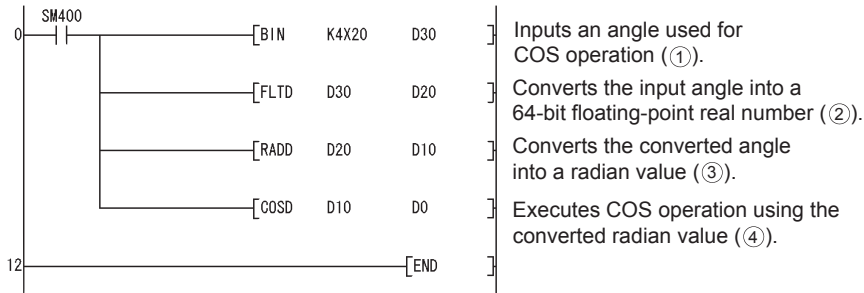 SM400
0 BIN K4X20 D30 Inputs an angle used for
COS operation (①).
FLTD D30 D20 Converts the input angle into a
64-bit floating-point real number (②).
RADD D20 D10 Converts the converted angle
into a radian value (③).
COSD D10 D0 Executes COS operation using the
converted radian value (④).
12 END